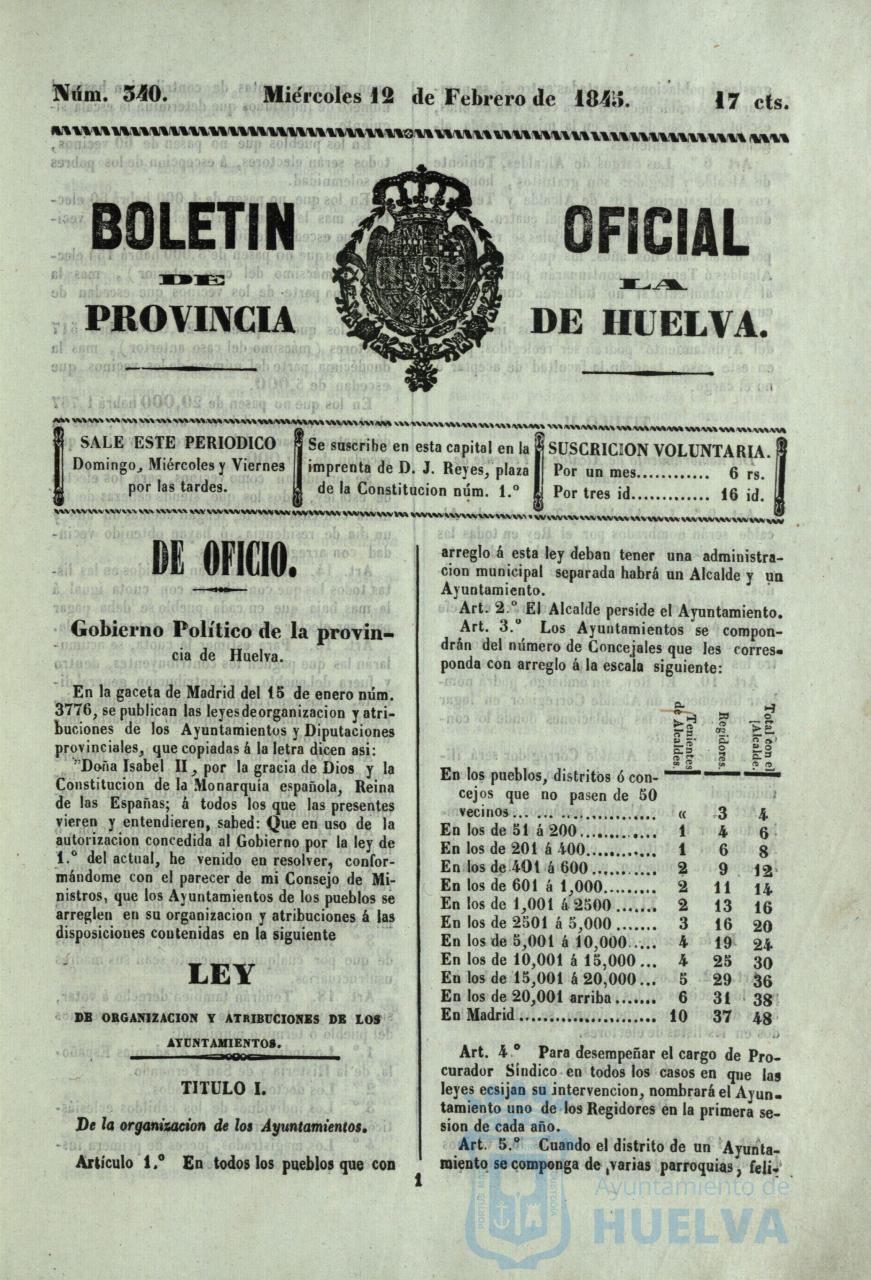 Núm. 340. Miércoles 12 de Febrero de 1845. 17 cts.
BOLETIN OFICIAL
DE LA
PROVINCIA DE HUELVA.
SALE ESTE PERIODICO
Domingo, Miércoles y Viernes
por las tardes.
Se suscribe en esta capital en la
imprenta de D. J. Reyes, plaza
de la Constitucion núm. 1.º
SUSCRICION VOLUNTARIA.
Por un mes............ 6 rs.
Por tres id............ 16 id.
DE OFICIO.
Gobierno Político de la provin-
cia de Huelva.
En la gaceta de Madrid del 15 de enero núm.
3776, se publican las leyes de organizacion y atri-
buciones de los Ayuntamientos y Diputaciones
provinciales, que copiadas á la letra dicen asi:
"Doña Isabel II, por la gracia de Dios y la
Constitucion de la Monarquía española, Reina
de las Españas; á todos los que las presentes
vieren y entendieren, sabed: Que en uso de la
autorizacion concedida al Gobierno por la ley de
1.º del actual, he venido en resolver, confor-
mándome con el parecer de mi Consejo de Mi-
nistros, que los Ayuntamientos de los pueblos se
arreglen en su organizacion y atribuciones á las
disposiciones contenidas en la siguiente
LEY
DE ORGANIZACION Y ATRIBUCIONES DE LOS
AYUNTAMIENTOS.
TITULO I.
De la organizacion de los Ayuntamientos.
Artículo 1.º En todos los pueblos que con
arreglo á esta ley deban tener una administra-
cion municipal separada habrá un Alcalde y un
Ayuntamiento.
Art. 2.º El Alcalde perside el Ayuntamiento.
Art. 3.º Los Ayuntamientos se compon-
drán del número de Concejales que les corres-
ponda con arreglo á la escala siguiente:
Tenientes de Alcaldes. Regidores. Total con el Alcalde.
En los pueblos, distritos ó con-
cejos que no pasen de 50
vecinos... ... ................ « 3 4
En los de 51 á 200............. 1 4 6
En los de 201 á 400............ 1 6 8
En los de 401 á 600 ........... 2 9 12
En los de 601 á 1,000......... 2 11 14
En los de 1,001 á 2500 ....... 2 13 16
En los de 2501 á 5,000 ....... 3 16 20
En los de 5,001 á 10,000 ..... 4 19 24
En los de 10,001 á 15,000 ... 4 25 30
En los de 15,001 á 20,000 ... 5 29 36
En los de 20,001 arriba ....... 6 31 38
En Madrid ....................... 10 37 48
Art. 4.º Para desempeñar el cargo de Pro-
curador Síndico en todos los casos en que las
leyes ecsijan su intervencion, nombrará el Ayun-
tamiento uno de los Regidores en la primera se-
sion de cada año.
Art. 5.º Cuando el distrito de un Ayunta-
miento se componga de varias parroquias, feli-
1
Ayuntamiento de
HUELVA